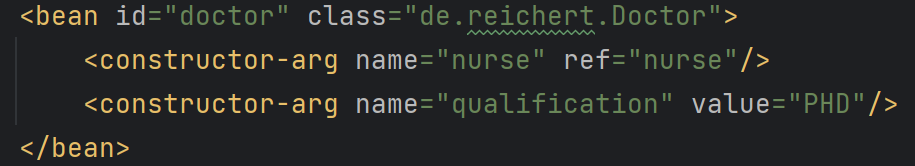 <bean id="doctor" class="de.reichert.Doctor">
<constructor-arg name="nurse" ref="nurse"/>
<constructor-arg name="qualification" value="PHD"/>
</bean>